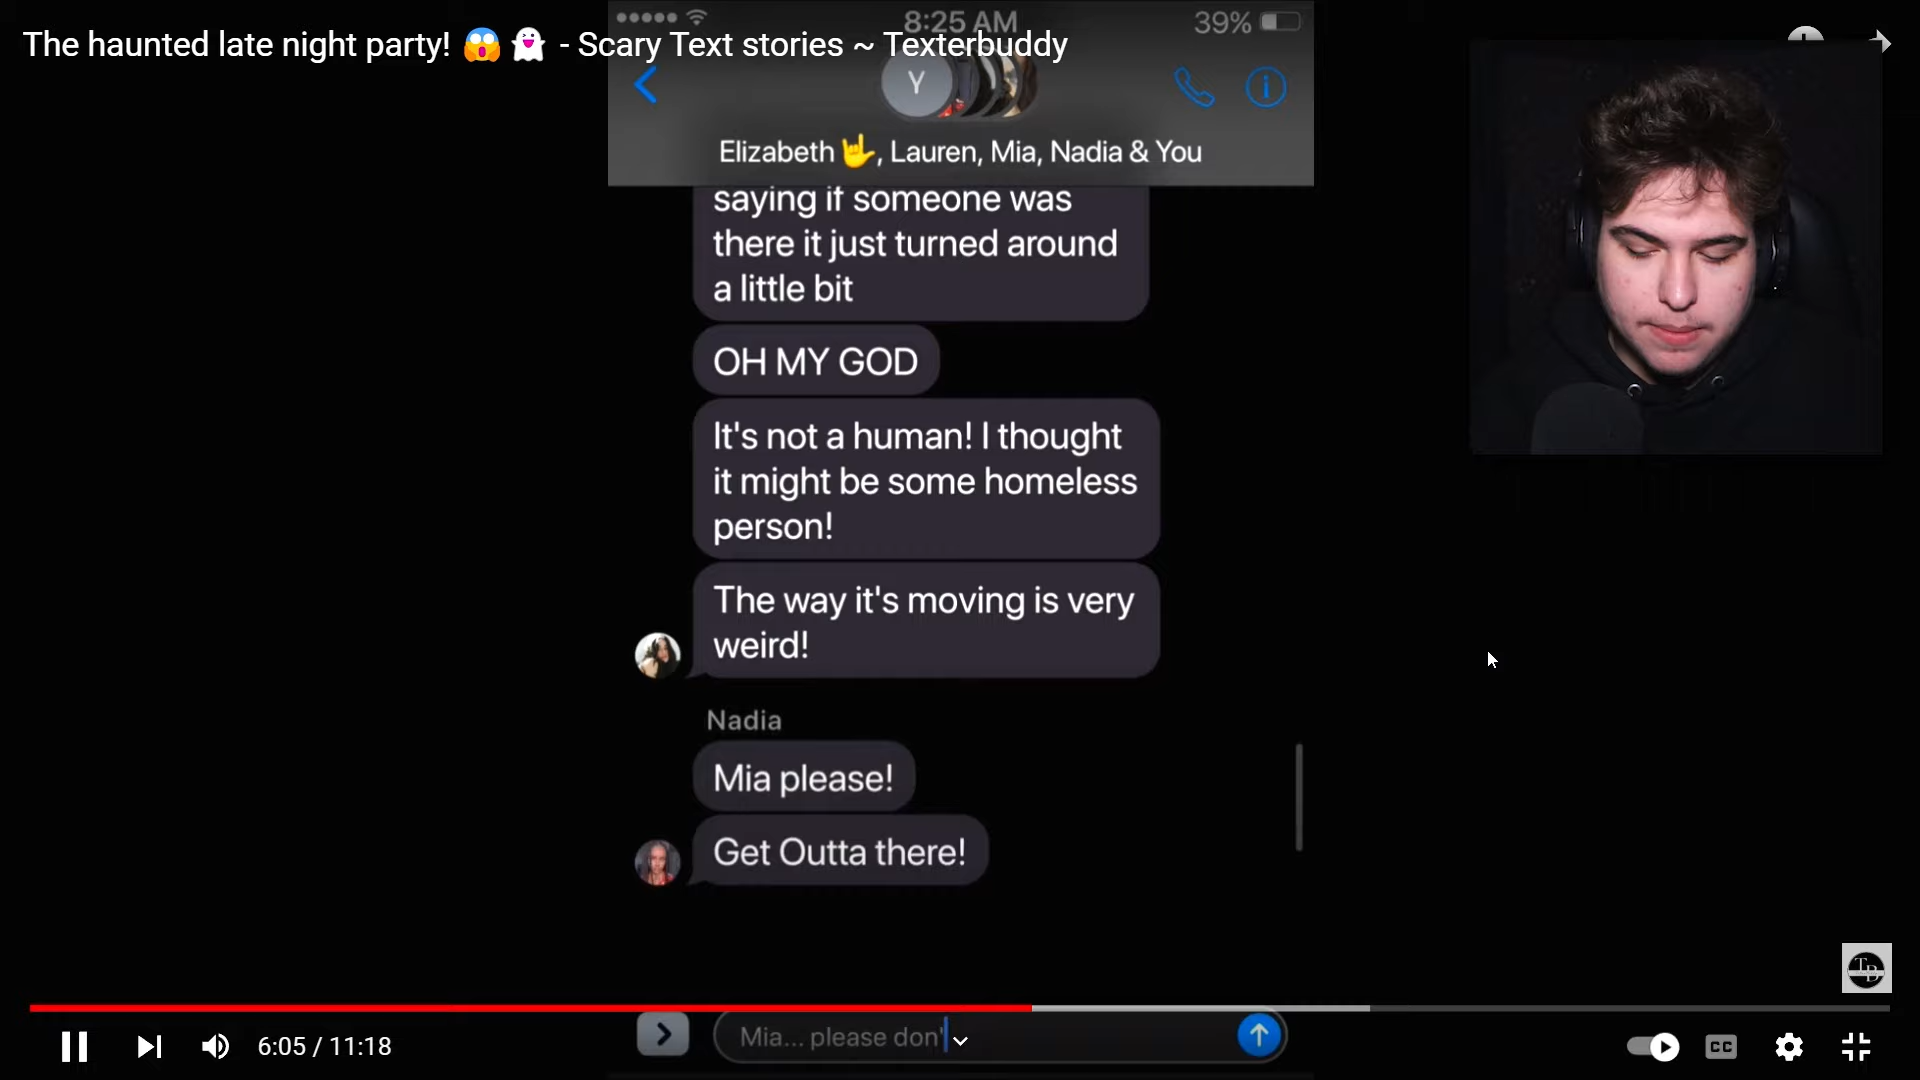 8:25 AM
39%
The haunted late night party! 😱👻 - Scary Text stories ~ Texterbuddy
Y
Elizabeth🤟, Lauren, Mia, Nadia & You
saying if someone was
there it just turned around
a little bit
OH MY GOD
It's not a human! I thought
it might be some homeless
person!
The way it's moving is very
weird!
Nadia
Mia please!
Get Outta there!
TB
Mia... please don'
6:05 / 11:18
CC